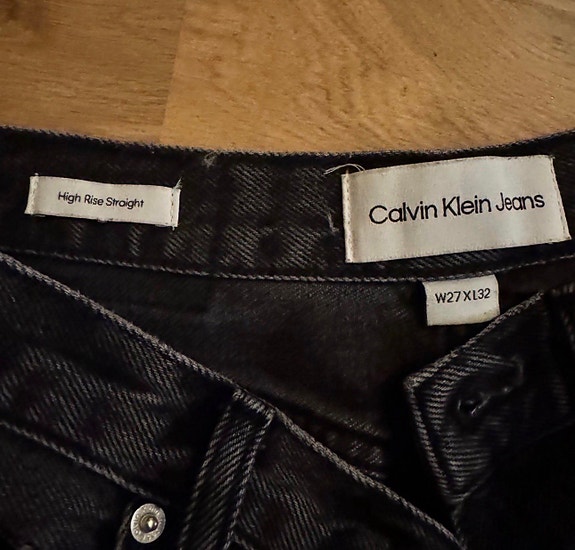 High Rise Straight
Calvin Klein Jeans
W27 X L32